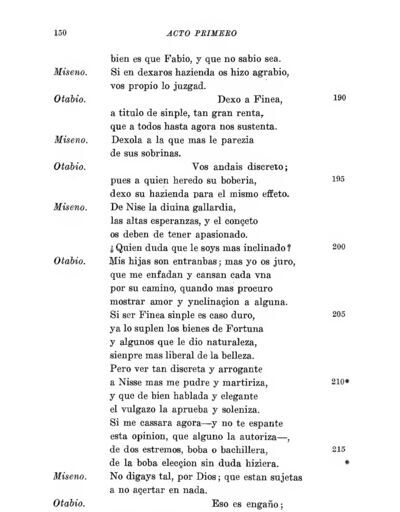 150 ACTO PRIMERO
bien es que Fabio, y que no sabio sea.
Miseno. Si en dexaros hazienda os hizo agrabio,
vos propio lo juzgad.
Otabio. Dexo a Finea, 190
a titulo de sinple, tan gran renta,
que a todos hasta agora nos sustenta.
Miseno. Dexola a la que mas le parezia
de sus sobrinas.
Otabio. Vos andais discreto;
pues a quien heredo su boberia, 195
dexo su hazienda para el mismo effeto.
Miseno. De Nise la diuina gallardia,
las altas esperanzas, y el conçeto
os deben de tener apasionado.
¿Quien duda que le soys mas inclinado? 200
Otabio. Mis hijas son entranbas; mas yo os juro,
que me enfadan y cansan cada vna
por su camino, quando mas procuro
mostrar amor y ynclinaçion a alguna.
Si ser Finea sinple es caso duro, 205
ya lo suplen los bienes de Fortuna
y algunos que le dio naturaleza,
sienpre mas liberal de la belleza.
Pero ver tan discreta y arrogante
a Nisse mas me pudre y martiriza, 210*
y que de bien hablada y elegante
el vulgazo la aprueba y soleniza.
Si me cassara agora—y no te espante
esta opinion, que alguno la autoriza—,
de dos estremos, boba o bachillera, 215
de la boba elecçion sin duda hiziera. *
Miseno. No digays tal, por Dios; que estan sujetas
a no açertar en nada.
Otabio. Eso es engaño;